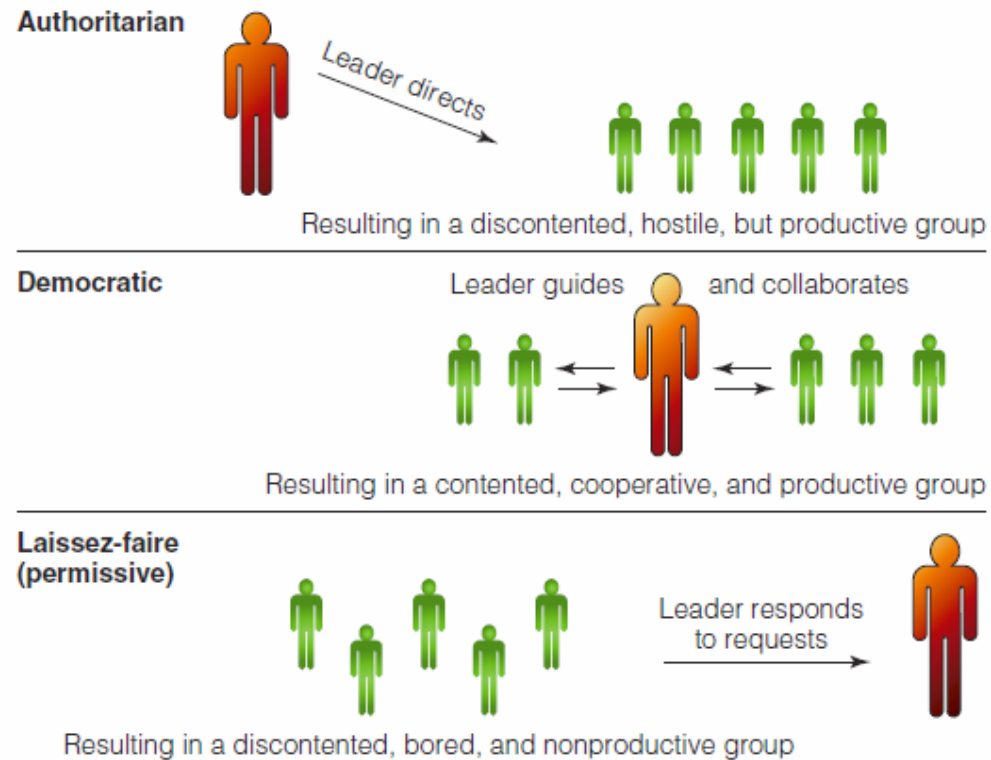 Authoritarian
Leader directs
Resulting in a discontented, hostile, but productive group
Democratic
Leader guides and collaborates
Resulting in a contented, cooperative, and productive group
Laissez-faire
(permissive)
Leader responds
to requests
Resulting in a discontented, bored, and nonproductive group